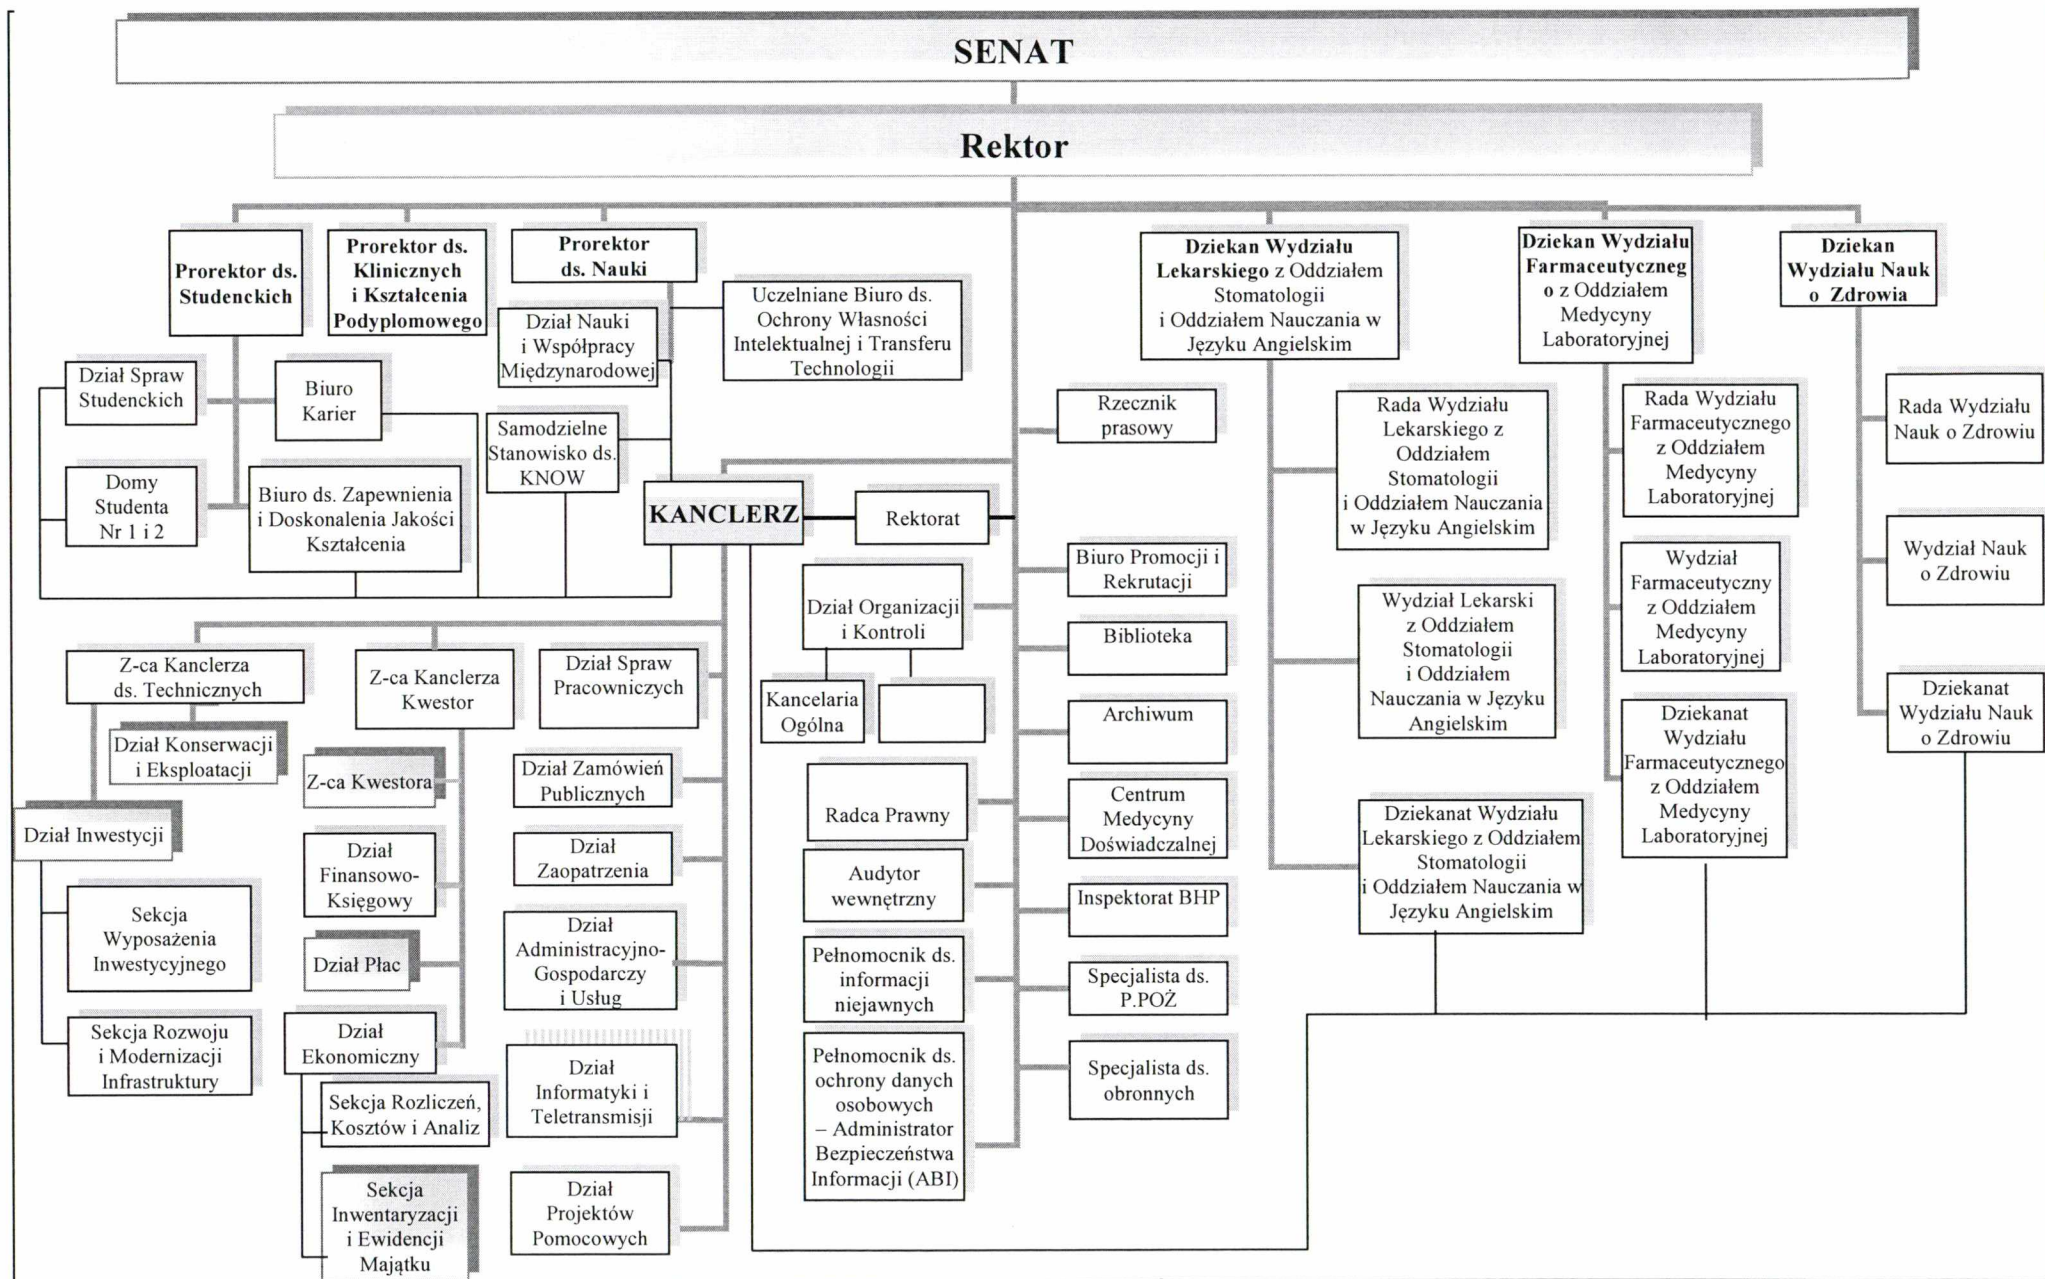 SENAT
Rektor
Prorektor ds.
Studenckich
Prorektor ds.
Klinicznych
i Kształcenia
Podyplomowego
Prorektor
ds. Nauki
Dziekan Wydziału
Lekarskiego z Oddziałem
Stomatologii
i Oddziałem Nauczania w
Języku Angielskim
Dziekan Wydziału
Farmaceutyczneg
o z Oddziałem
Medycyny
Laboratoryjnej
Dziekan
Wydziału Nauk
o Zdrowia
Dział Nauki
i Współpracy
Międzynarodowej
Uczelniane Biuro ds.
Ochrony Własności
Intelektualnej i Transferu
Technologii
Dział Spraw
Studenckich
Biuro
Karier
Samodzielne
Stanowisko ds.
KNOW
Domy
Studenta
Nr 1 i 2
Biuro ds. Zapewnienia
i Doskonalenia Jakości
Kształcenia
KANCLERZ
Rektorat
Rzecznik
prasowy
Rada Wydziału
Lekarskiego z
Oddziałem
Stomatologii
i Oddziałem Nauczania
w Języku Angielskim
Rada Wydziału
Farmaceutycznego
z Oddziałem
Medycyny
Laboratoryjnej
Rada Wydziału
Nauk o Zdrowiu
Dział Organizacji
i Kontroli
Kancelaria
Ogólna
Biuro Promocji i
Rekrutacji
Biblioteka
Archiwum
Centrum
Medycyny
Doświadczalnej
Inspektorat BHP
Specjalista ds.
P.POŻ
Specjalista ds.
obronnych
Wydział Lekarski
z Oddziałem
Stomatologii
i Oddziałem
Nauczania w Języku
Angielskim
Wydział
Farmaceutyczny
z Oddziałem
Medycyny
Laboratoryjnej
Wydział Nauk
o Zdrowiu
Dziekanat Wydziału
Lekarskiego z Oddziałem
Stomatologii
i Oddziałem Nauczania w
Języku Angielskim
Dziekanat
Wydziału
Farmaceutycznego
z Oddziałem
Medycyny
Laboratoryjnej
Dziekanat
Wydziału Nauk
o Zdrowiu
Z-ca Kanclerza
ds. Technicznych
Dział Konserwacji
i Eksploatacji
Dział Inwestycji
Sekcja
Wyposażenia
Inwestycyjnego
Sekcja Rozwoju
i Modernizacji
Infrastruktury
Z-ca Kanclerza
Kwestor
Z-ca Kwestora
Dział
Finansowo-
Księgowy
Dział Płac
Dział
Ekonomiczny
Sekcja Rozliczeń,
Kosztów i Analiz
Sekcja
Inwentaryzacji
i Ewidencji
Majątku
Dział Spraw
Pracowniczych
Dział Zamówień
Publicznych
Dział
Zaopatrzenia
Dział
Administracyjno-
Gospodarczy
i Usług
Dział
Informatyki i
Teletransmisji
Dział
Projektów
Pomocowych
Radca Prawny
Audytor
wewnętrzny
Pełnomocnik ds.
informacji
niejawnych
Pełnomocnik ds.
ochrony danych
osobowych
– Administrator
Bezpieczeństwa
Informacji (ABI)